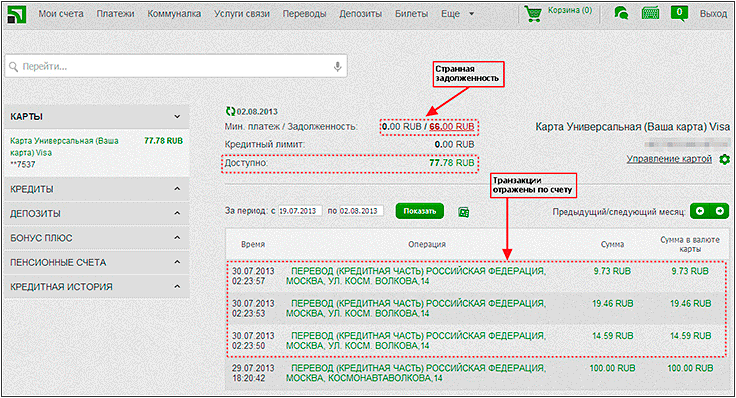 Мои счета Платежи Коммуналка Услуги связи Переводы Депозиты Билеты Еще Корзина (0) 0 Выход
Перейти...
Странная
задолженность
КАРТЫ
Карта Универсальная (Ваша 77.78 RUB
карта) Visa
**7537
КРЕДИТЫ
ДЕПОЗИТЫ
БОНУС ПЛЮС
ПЕНСИОННЫЕ СЧЕТА
КРЕДИТНАЯ ИСТОРИЯ
02.08.2013
Мин. платеж / Задолженность: 0.00 RUB / 66.00 RUB
Кредитный лимит: 0.00 RUB
Доступно: 77.78 RUB
Карта Универсальная (Ваша карта) Visa
Управление картой
Транзакции
отражены по счету
За период: с 19.07.2013 по 02.08.2013 Показать Предыдущий/следующий месяц:
Время Операция Сумма Сумма в валюте
карты
30.07.2013 ПЕРЕВОД (КРЕДИТНАЯ ЧАСТЬ) РОССИЙСКАЯ ФЕДЕРАЦИЯ, 9.73 RUB 9.73 RUB
02:23:57 МОСКВА, УЛ. КОСМ. ВОЛКОВА,14
30.07.2013 ПЕРЕВОД (КРЕДИТНАЯ ЧАСТЬ) РОССИЙСКАЯ ФЕДЕРАЦИЯ, 19.46 RUB 19.46 RUB
02:23:53 МОСКВА, УЛ. КОСМ. ВОЛКОВА,14
30.07.2013 ПЕРЕВОД (КРЕДИТНАЯ ЧАСТЬ) РОССИЙСКАЯ ФЕДЕРАЦИЯ, 14.59 RUB 14.59 RUB
02:23:50 МОСКВА, УЛ. КОСМ. ВОЛКОВА,14
29.07.2013 ПЕРЕВОД (КРЕДИТНАЯ ЧАСТЬ) РОССИЙСКАЯ ФЕДЕРАЦИЯ, 100.00 RUB 100.00 RUB
18:20:42 МОСКВА, КОСМОНАВТАВОЛКОВА,14